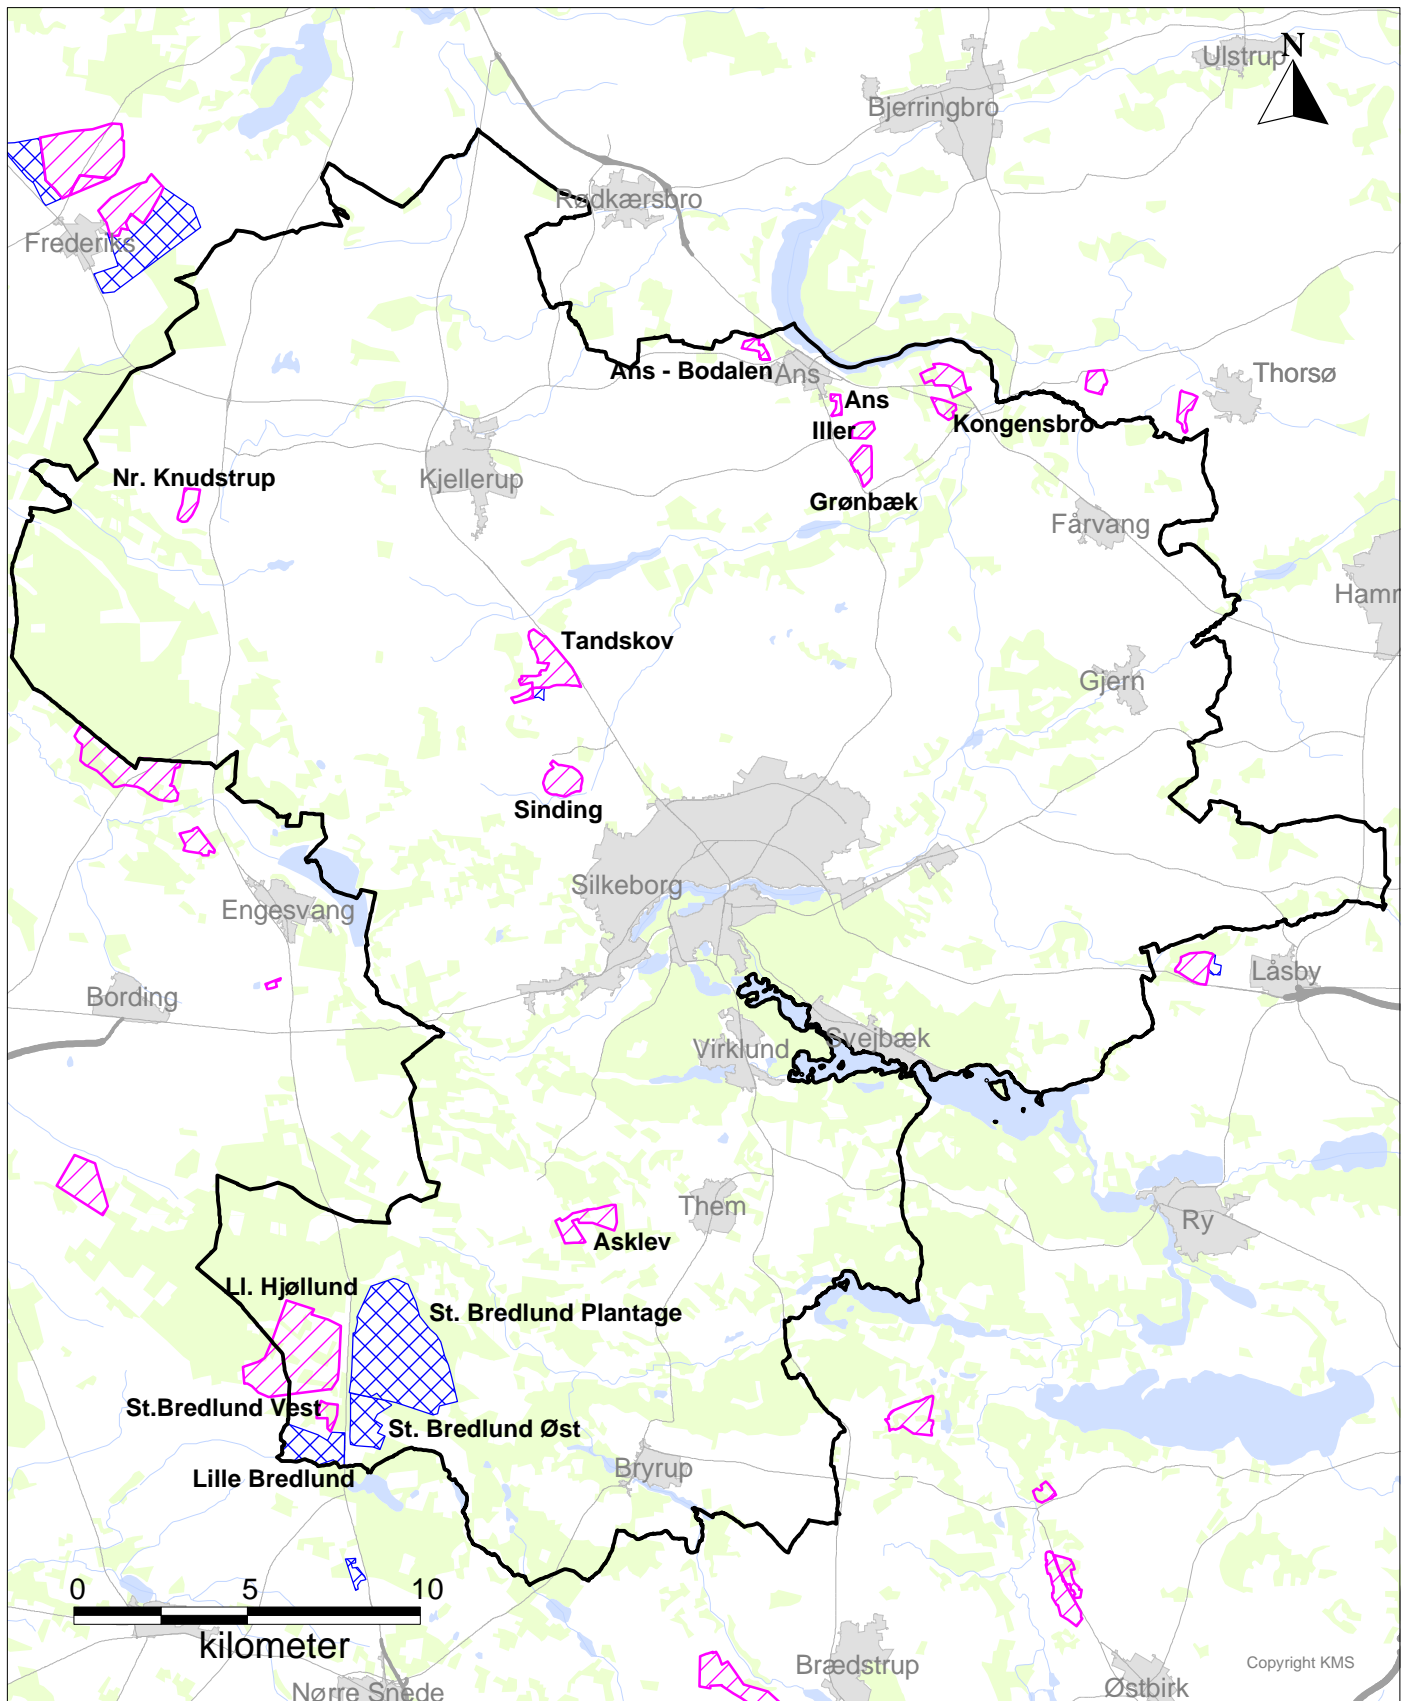 N
Ulstrup
Bjerringbro
Rødkærsbro
Frederiks
Ans - Bodalen
Ans
Thorsø
Ans
Iller
Kongensbro
Nr. Knudstrup
Kjellerup
Grønbæk
Fårvang
Hamm
Tandskov
Gjern
Sinding
Silkeborg
Engesvang
Låsby
Bording
Svejbæk
Virklund
Them
Ry
Asklev
Ll. Hjøllund
St. Bredlund Plantage
St.Bredlund Vest
St. Bredlund Øst
Bryrup
Lille Bredlund
0 5 10
kilometer
Brædstrup
Copyright KMS
Østbirk
Nørre Snede